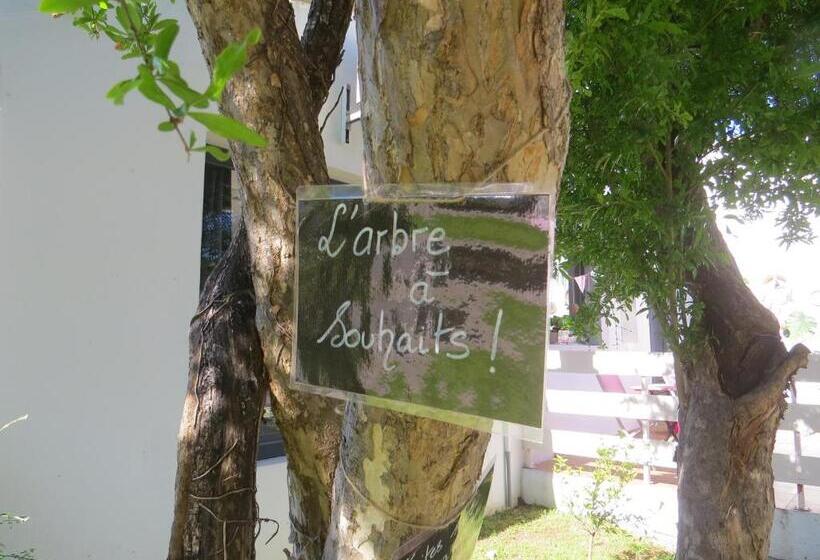 L'arbre
à
Souhaits !